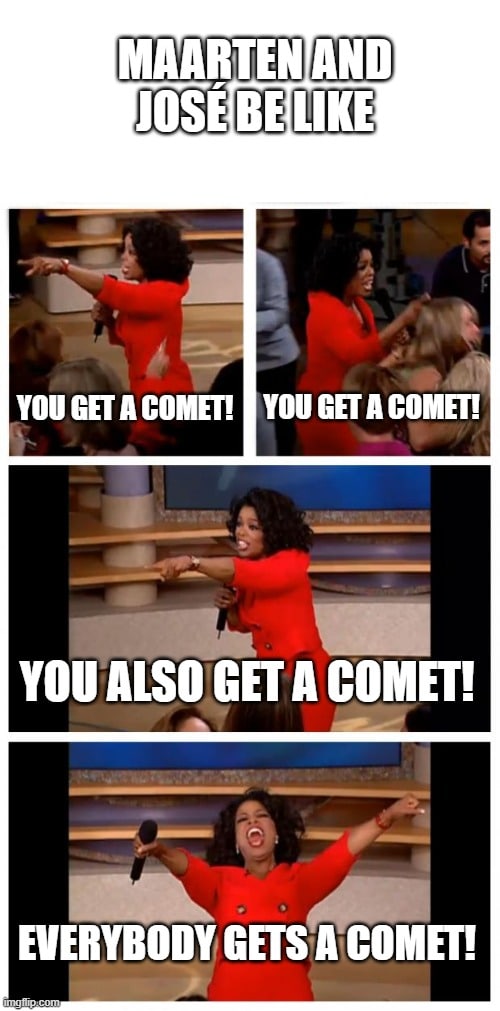 MAARTEN AND
JOSÉ BE LIKE
YOU GET A COMET!
YOU GET A COMET!
YOU ALSO GET A COMET!
EVERYBODY GETS A COMET!
imgflip.com